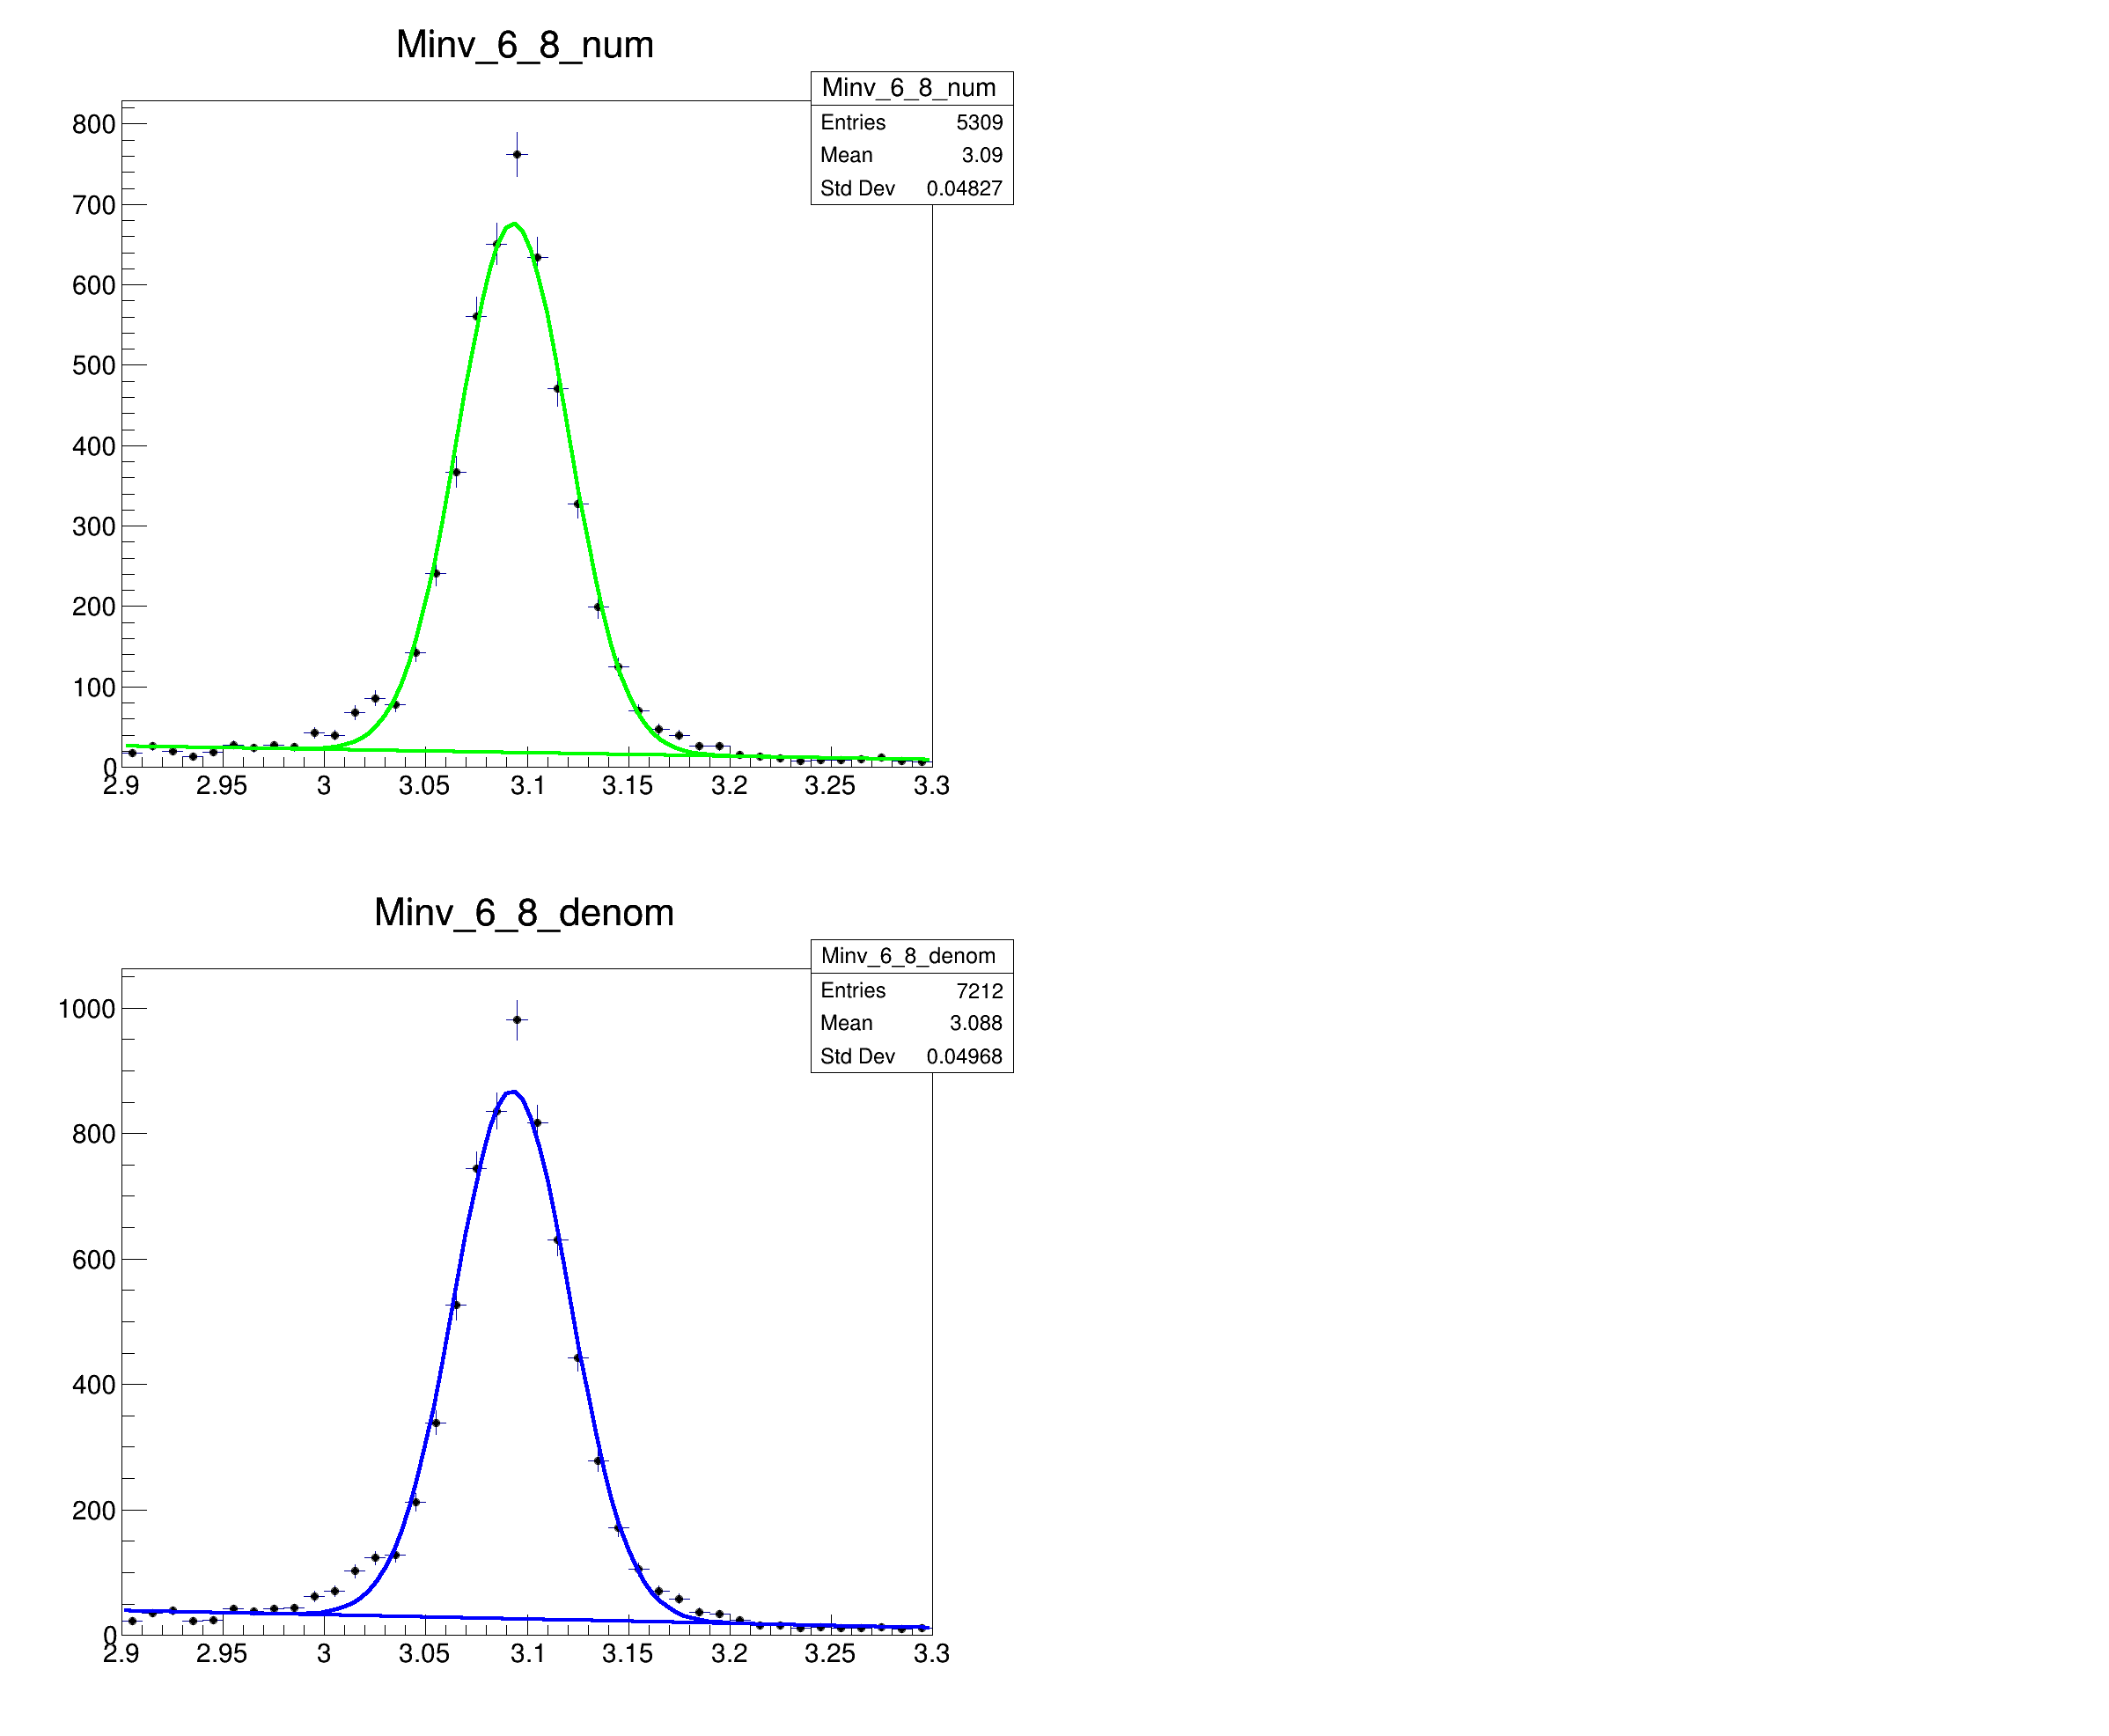 Minv_6_8_num
Minv_6_8_num
Entries 5309
Mean 3.09
Std Dev 0.04827
800
700
600
500
400
300
200
100
0
2.9 2.95 3 3.05 3.1 3.15 3.2 3.25 3.3
Minv_6_8_denom
Minv_6_8_denom
Entries 7212
Mean 3.088
Std Dev 0.04968
1000
800
600
400
200
0
2.9 2.95 3 3.05 3.1 3.15 3.2 3.25 3.3